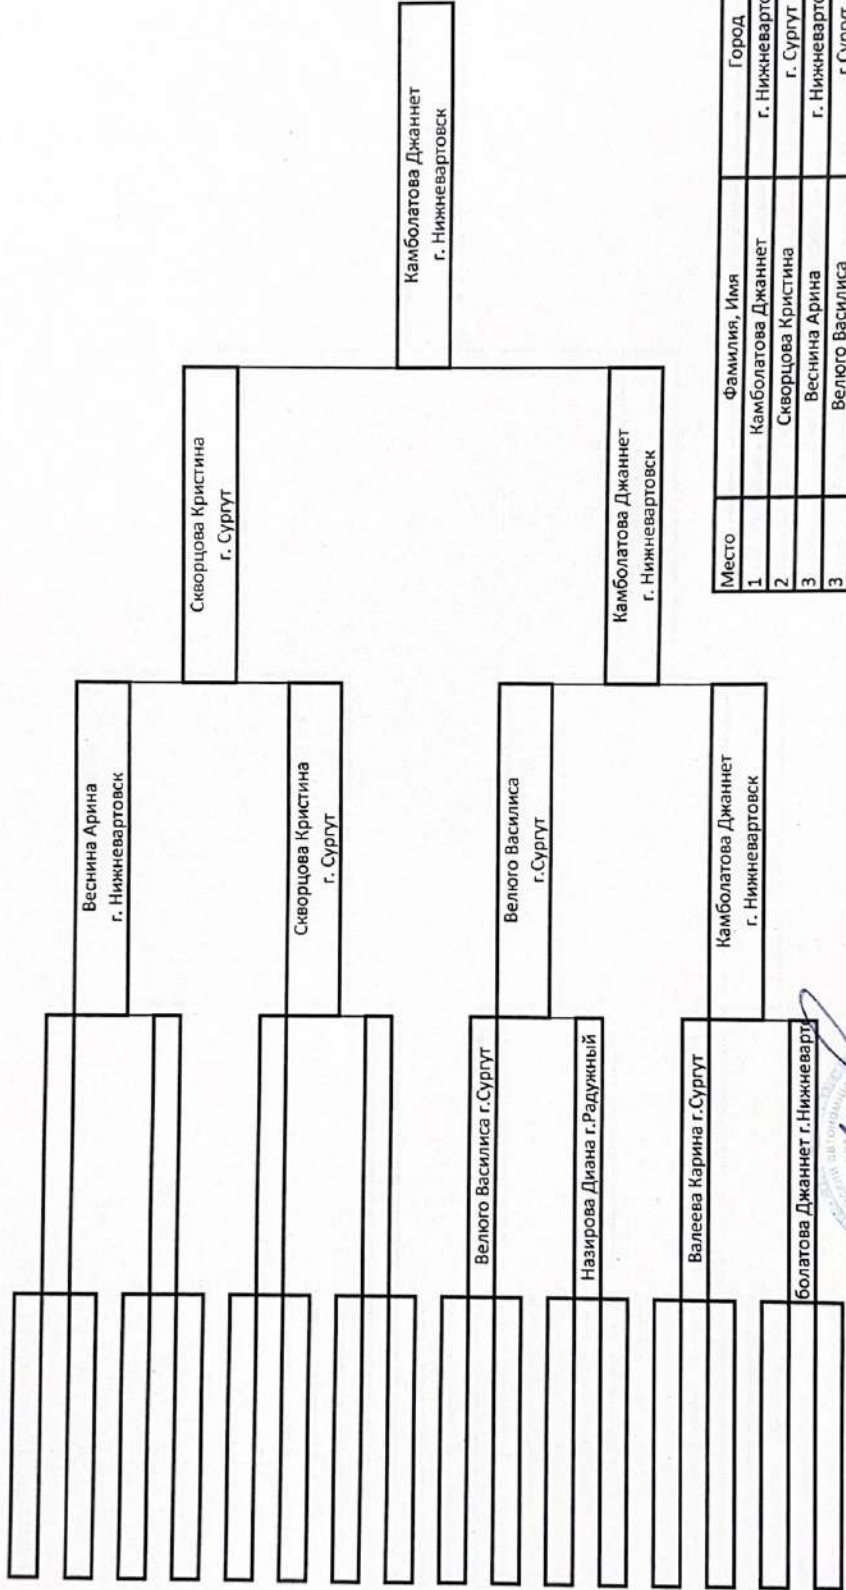 Веснина Арина
г. Нижневартовск
Скворцова Кристина
г. Сургут
Скворцова Кристина
г. Сургут
Камболатова Джаннет
г. Нижневартовск
Велюго Василиса г.Сургут
Велюго Василиса
г.Сургут
Назирова Диана г.Радужный
Камболатова Джаннет
г. Нижневартовск
Валеева Карина г.Сургут
Камболатова Джаннет
г. Нижневартовск
болатова Джаннет г.Нижневарто
Место Фамилия, Имя Город
1 Камболатова Джаннет г. Нижневарто
2 Скворцова Кристина г. Сургут
3 Веснина Арина г. Нижневарто
3 Велюго Василиса г.Сургут